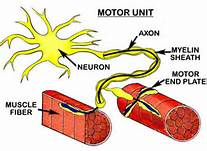 MOTOR UNIT
AXON
MYELIN
SHEATH
NEURON
MOTOR
END PLATE
MUSCLE
FIBER